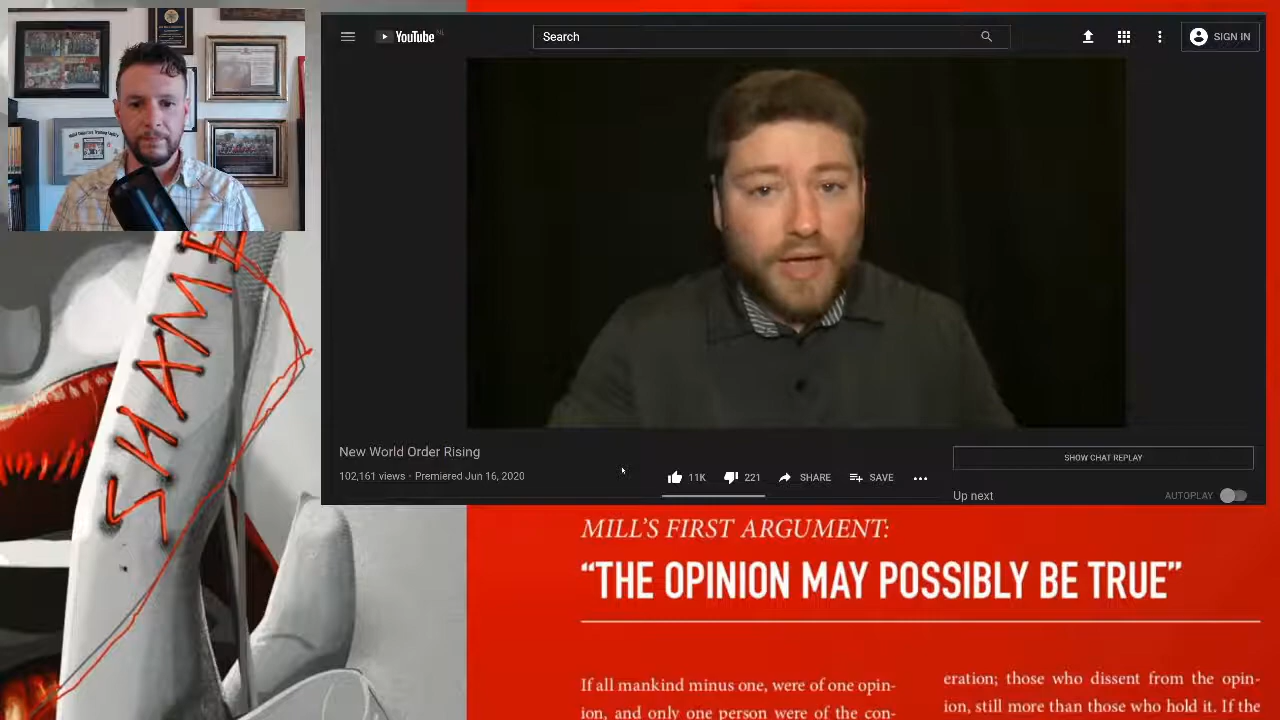 YouTube NL
Search
SIGN IN
New World Order Rising
102,161 views · Premiered Jun 16, 2020
11K
221
SHARE
SAVE
SHOW CHAT REPLAY
Up next
AUTOPLAY
SHAME
MILL'S FIRST ARGUMENT:
“THE OPINION MAY POSSIBLY BE TRUE”
If all mankind minus one, were of one opin-
ion, and only one person were of the con-
eration; those who dissent from the opin-
ion, still more than those who hold it. If the